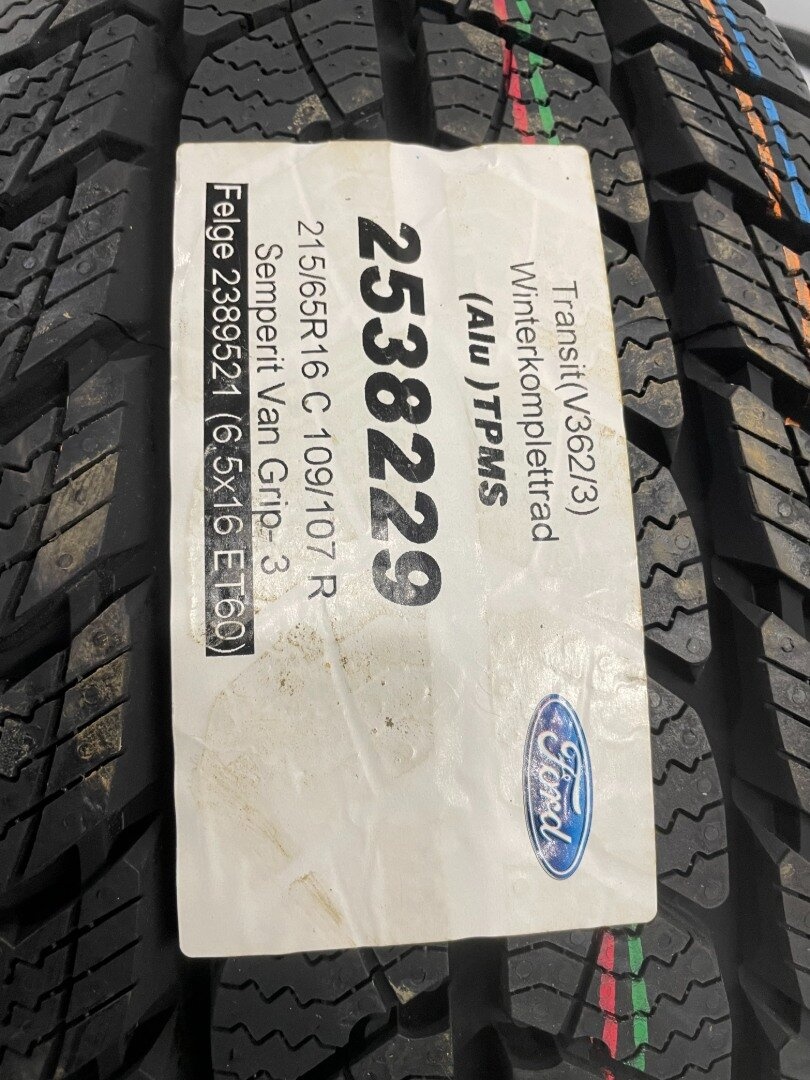 Transit(V362/3)
Winterkomplettrad
(Alu )TPMS
2538229
215/65R16 C 109/107 R
Semperit Van Grip- 3
Felge 2389521 (6.5x16 ET60)
Ford